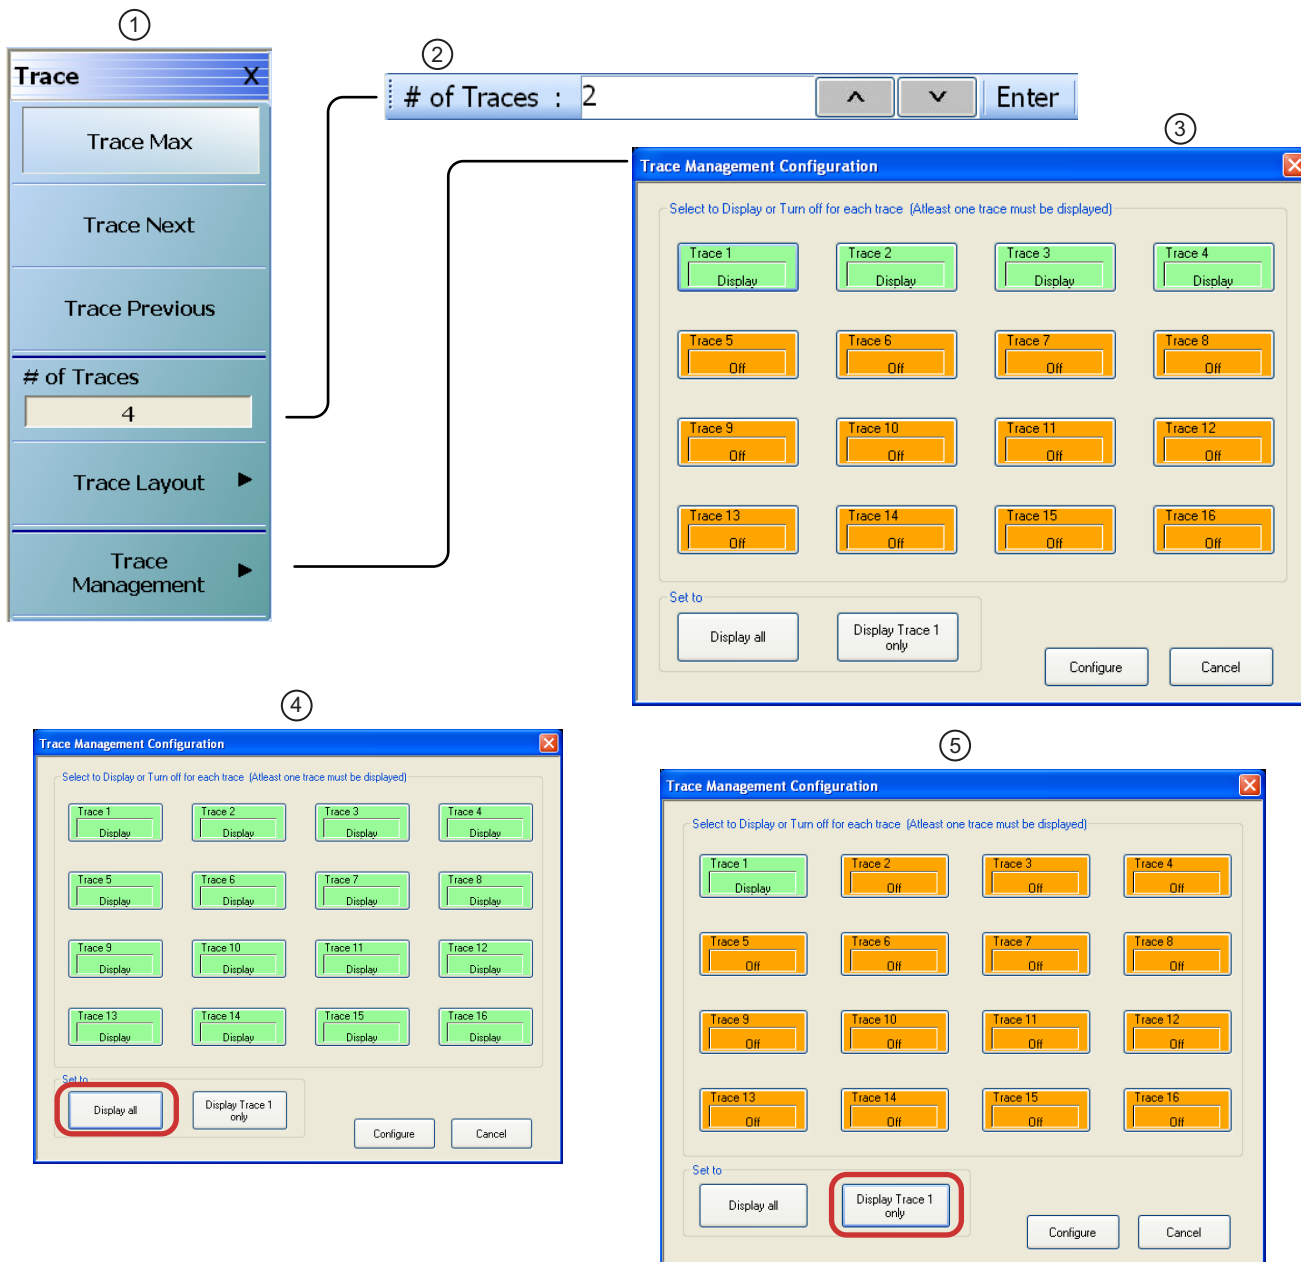 1
Trace X
Trace Max
Trace Next
Trace Previous
# of Traces
4
Trace Layout
Trace
Management
2
# of Traces : 2 Enter
3
Trace Management Configuration
Select to Display or Turn off for each trace (Atleast one trace must be displayed)
Trace 1 Trace 2 Trace 3 Trace 4
Display Display Display Display
Trace 5 Trace 6 Trace 7 Trace 8
Off Off Off Off
Trace 9 Trace 10 Trace 11 Trace 12
Off Off Off Off
Trace 13 Trace 14 Trace 15 Trace 16
Off Off Off Off
Set to
Display all
Display Trace 1
only
Configure Cancel
4
Trace Management Configuration
Select to Display or Turn off for each trace (Atleast one trace must be displayed)
Trace 1 Trace 2 Trace 3 Trace 4
Display Display Display Display
Trace 5 Trace 6 Trace 7 Trace 8
Display Display Display Display
Trace 9 Trace 10 Trace 11 Trace 12
Display Display Display Display
Trace 13 Trace 14 Trace 15 Trace 16
Display Display Display Display
Set to
Display all
Display Trace 1
only
Configure Cancel
5
Trace Management Configuration
Select to Display or Turn off for each trace (Atleast one trace must be displayed)
Trace 1 Trace 2 Trace 3 Trace 4
Display Off Off Off
Trace 5 Trace 6 Trace 7 Trace 8
Off Off Off Off
Trace 9 Trace 10 Trace 11 Trace 12
Off Off Off Off
Trace 13 Trace 14 Trace 15 Trace 16
Off Off Off Off
Set to
Display all
Display Trace 1
only
Configure Cancel